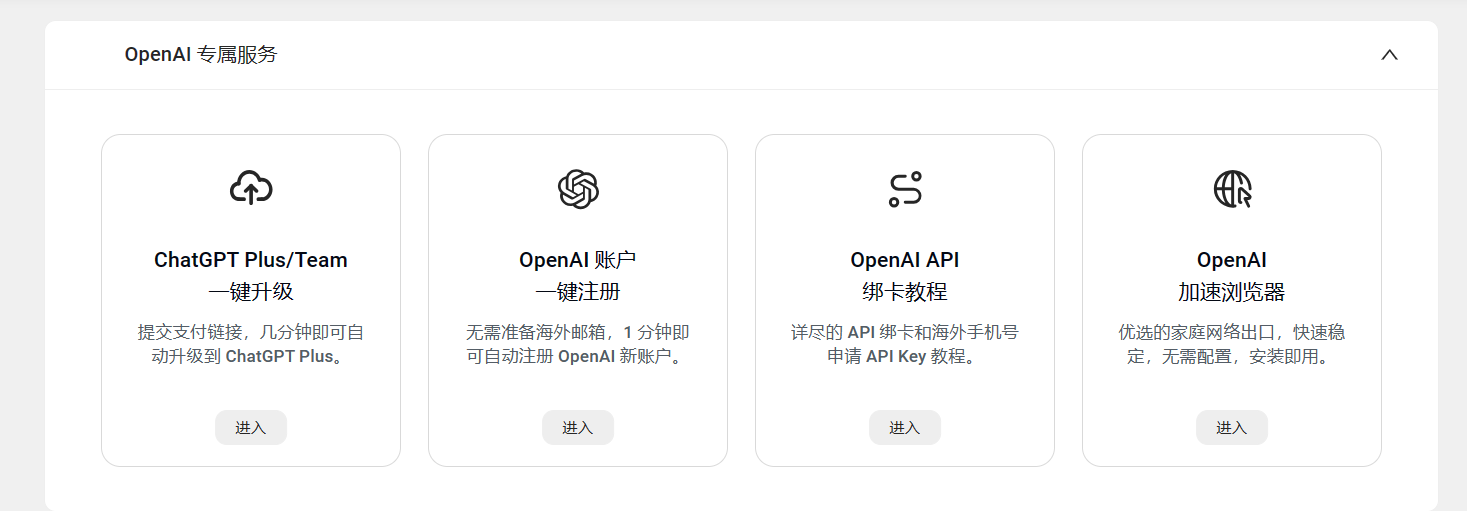 OpenAI 专属服务
ChatGPT Plus/Team
一键升级
提交支付链接，几分钟即可自
动升级到 ChatGPT Plus。
进入
OpenAI 账户
一键注册
无需准备海外邮箱，1 分钟即
可自动注册 OpenAI 新账户。
进入
OpenAI API
绑卡教程
详尽的 API 绑卡和海外手机号
申请 API Key 教程。
进入
OpenAI
加速浏览器
优选的家庭网络出口，快速稳
定，无需配置，安装即用。
进入